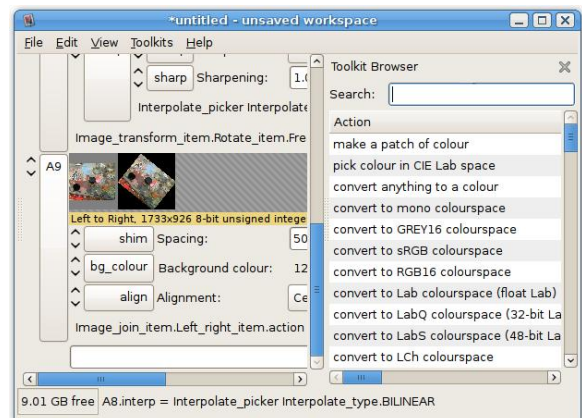 *untitled - unsaved workspace
File Edit View Toolkits Help
sharp Sharpening: 1.0
Interpolate_picker Interpolate
Image_transform_item.Rotate_item.Fre
A9
Left to Right, 1733x926 8-bit unsigned intege
shim Spacing: 50
bg_colour Background colour: 12
align Alignment: Ce
Image_join_item.Left_right_item.action
Toolkit Browser
Search:
Action
make a patch of colour
pick colour in CIE Lab space
convert anything to a colour
convert to mono colourspace
convert to GREY16 colourspace
convert to sRGB colourspace
convert to RGB16 colourspace
convert to Lab colourspace (float Lab)
convert to LabQ colourspace (32-bit La
convert to LabS colourspace (48-bit La
convert to LCh colourspace
9.01 GB free A8.interp = Interpolate_picker Interpolate_type.BILINEAR